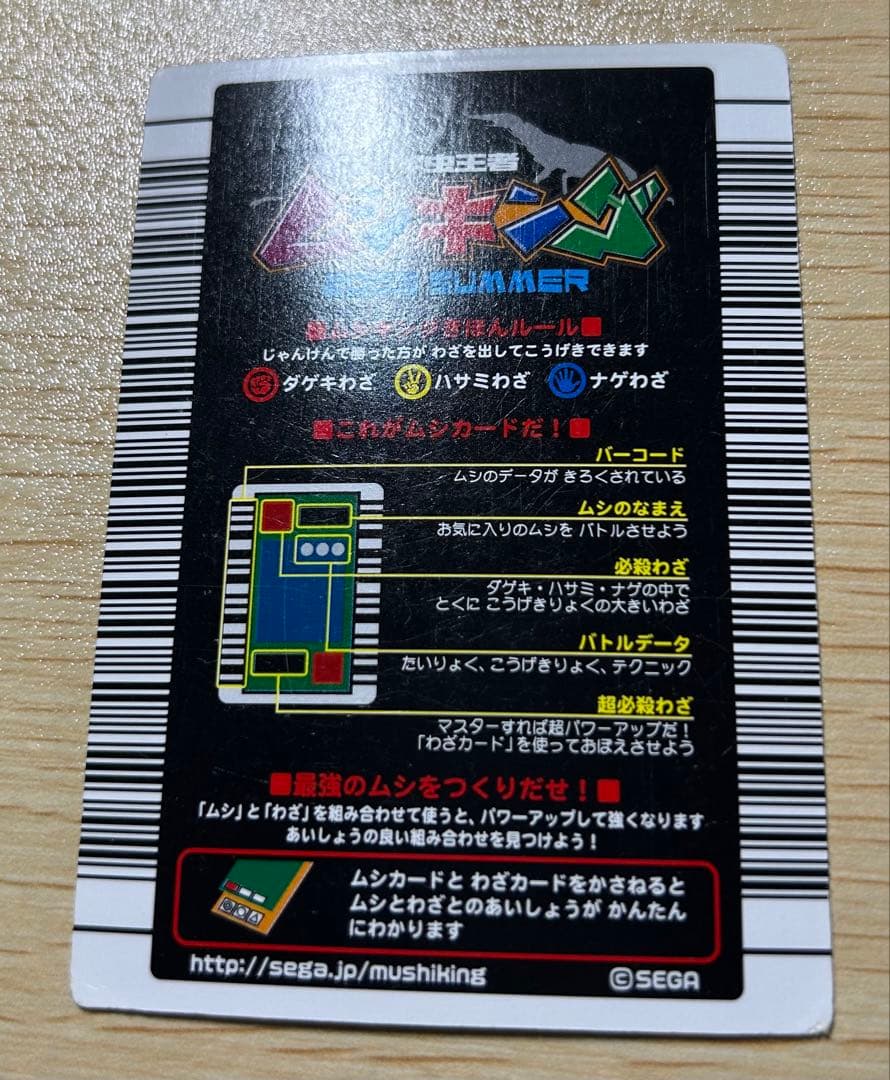 虫王者
ムシキング
SUMMER
■ムシキングきほんルール■
じゃんけんで勝った方が わざを出してこうげきできます
ダゲキわざ ハサミわざ ナゲわざ
■これがムシカードだ！■
バーコード
ムシのデータが きろくされている
ムシのなまえ
お気に入りのムシを バトルさせよう
必殺わざ
ダゲキ・ハサミ・ナゲの中で
とくに こうげきりょくの大きいわざ
バトルデータ
たいりょく、こうげきりょく、テクニック
超必殺わざ
マスターすれば超パワーアップだ！
「わざカード」を使っておぼえさせよう
■最強のムシをつくりだせ！■
「ムシ」と「わざ」を組み合わせて使うと、パワーアップして強くなります
あいしょうの良い組み合わせを見つけよう！
ムシカードと わざカードをかさねると
ムシとわざとのあいしょうが かんたん
にわかります
http://sega.jp/mushiking
©SEGA